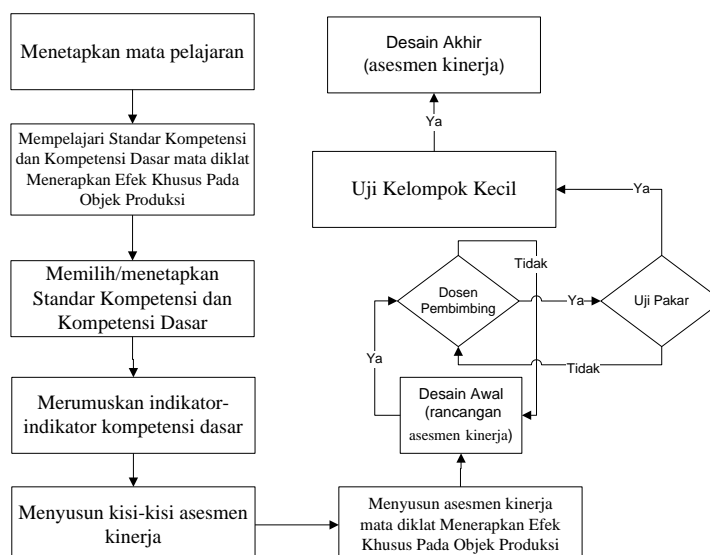 Menetapkan mata pelajaran
Mempelajari Standar Kompetensi
dan Kompetensi Dasar mata diklat
Menerapkan Efek Khusus Pada
Objek Produksi
Memilih/menetapkan
Standar Kompetensi dan
Kompetensi Dasar
Merumuskan indikator-
indikator kompetensi dasar
Menyusun kisi-kisi asesmen
kinerja
Menyusun asesmen kinerja
mata diklat Menerapkan Efek
Khusus Pada Objek Produksi
Desain Awal
(rancangan
asesmen kinerja)
Ya
Dosen
Pembimbing
Tidak
Ya
Uji Pakar
Tidak
Ya
Uji Kelompok Kecil
Ya
Desain Akhir
(asesmen kinerja)